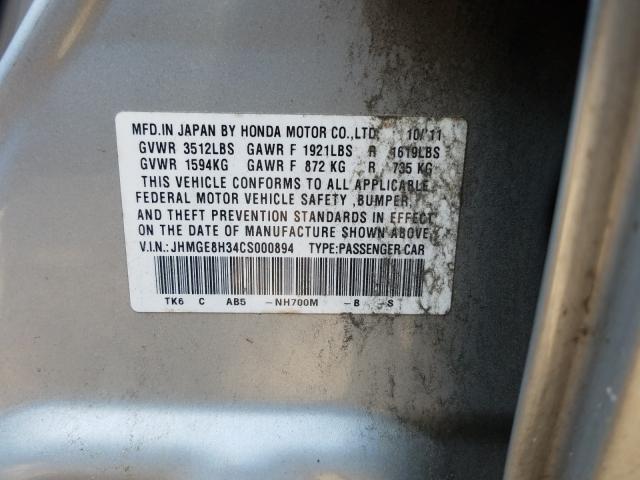 MFD.IN JAPAN BY HONDA MOTOR CO.,LTD. 10/'11
GVWR 3512LBS GAWR F 1921LBS R 1619LBS
GVWR 1594KG GAWR F 872 KG R 735 KG
THIS VEHICLE CONFORMS TO ALL APPLICABLE
FEDERAL MOTOR VEHICLE SAFETY ,BUMPER,
AND THEFT PREVENTION STANDARDS IN EFFECT
ON THE DATE OF MANUFACTURE SHOWN ABOVE.
V.I.N.:JHMGE8H34CS000894 TYPE:PASSENGER CAR
TK6 C AB5 -NH700M -8 -S